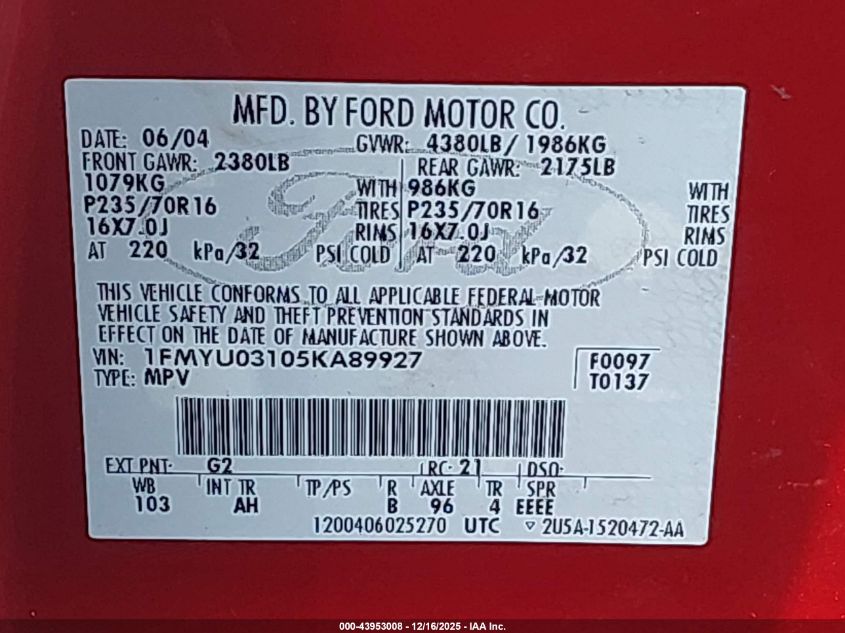 MFD. BY FORD MOTOR CO.
DATE: 06/04 GVWR: 4380LB/ 1986KG
FRONT GAWR: 2380LB REAR GAWR: 2175LB
1079KG WITH 986KG WITH
P235/70R16 TIRES P235/70R16 TIRES
16X7.0J RIMS 16X7.0J RIMS
AT 220 kPa/32 PSI COLD AT 220 kPa/32 PSI COLD
Ford
THIS VEHICLE CONFORMS TO ALL APPLICABLE FEDERAL MOTOR
VEHICLE SAFETY AND THEFT PREVENTION STANDARDS IN
EFFECT ON THE DATE OF MANUFACTURE SHOWN ABOVE.
VIN: 1FMYU03105KA89927 F0097
TYPE: MPV T0137
EXT PNT: G2 RC: 21 DSO:
WB INT TR TP/PS R AXLE TR SPR
103 AH B 96 4 EEEE
1200406025270 UTC ▽ 2U5A-1520472-AA
000-43953008 - 12/16/2025 - IAA Inc.